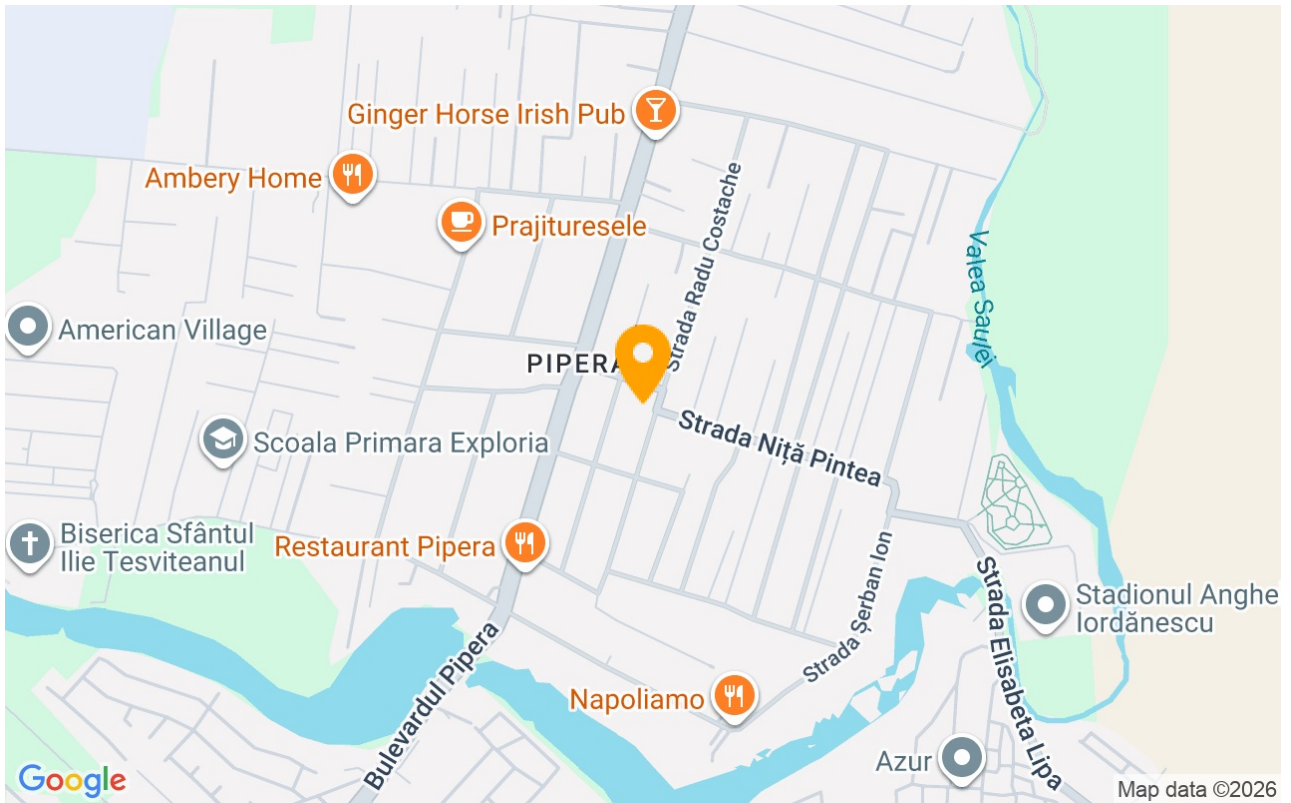 Ginger Horse Irish Pub
Ambery Home
Prajituresele
Strada Radu Costache
Valea Saulei
American Village
PIPERA
Strada Niță Pintea
Scoala Primara Exploria
Biserica Sfântul
Ilie Tesviteanul
Restaurant Pipera
Strada Șerban Ion
Strada Elisabeta Lipa
Stadionul Anghe
Iordănescu
Bulevardul Pipera
Napoliamo
Azur
Google
Map data ©2026